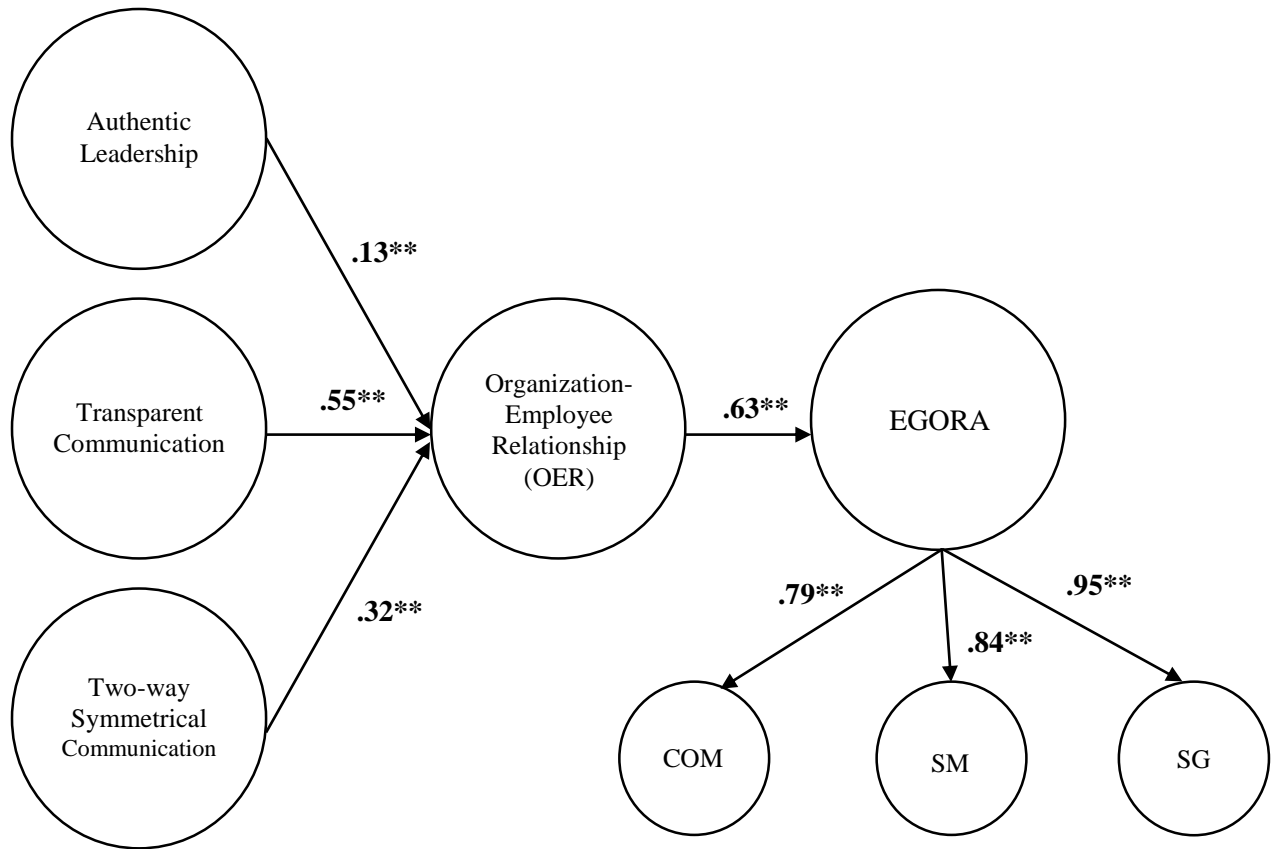 Authentic
Leadership
.13**
Transparent
Communication
.55**
Two-way
Symmetrical
Communication
.32**
Organization-
Employee
Relationship
(OER)
.63**
EGORA
.79**
.84**
.95**
COM
SM
SG